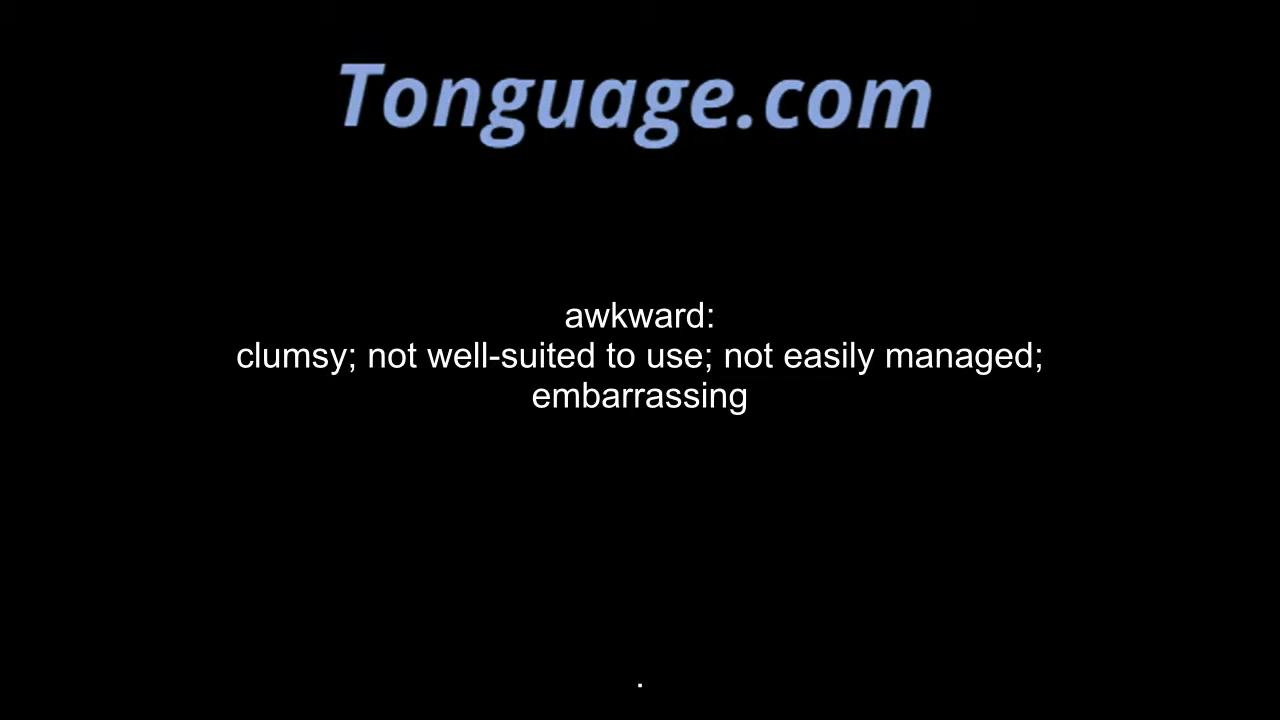 Tonguage.com
awkward:
clumsy; not well-suited to use; not easily managed;
embarrassing
.